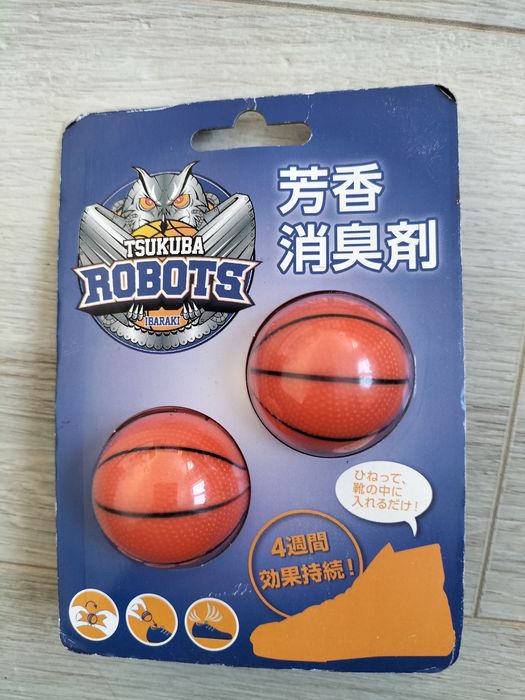 芳香
消臭剤
TSUKUBA
ROBOTS
IBARAKI
ひねって、
靴の中に
入れるだけ!
4週間
効果持続!